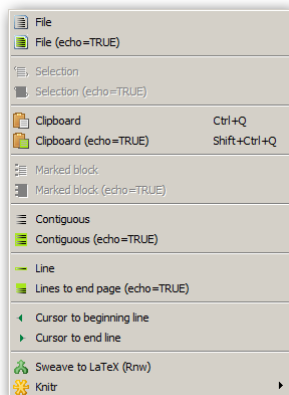 File
File (echo=TRUE)
Selection
Selection (echo=TRUE)
Clipboard Ctrl+Q
Clipboard (echo=TRUE) Shift+Ctrl+Q
Marked block
Marked block (echo=TRUE)
Contiguous
Contiguous (echo=TRUE)
Line
Lines to end page (echo=TRUE)
Cursor to beginning line
Cursor to end line
Sweave to LaTeX (Rnw)
Knitr